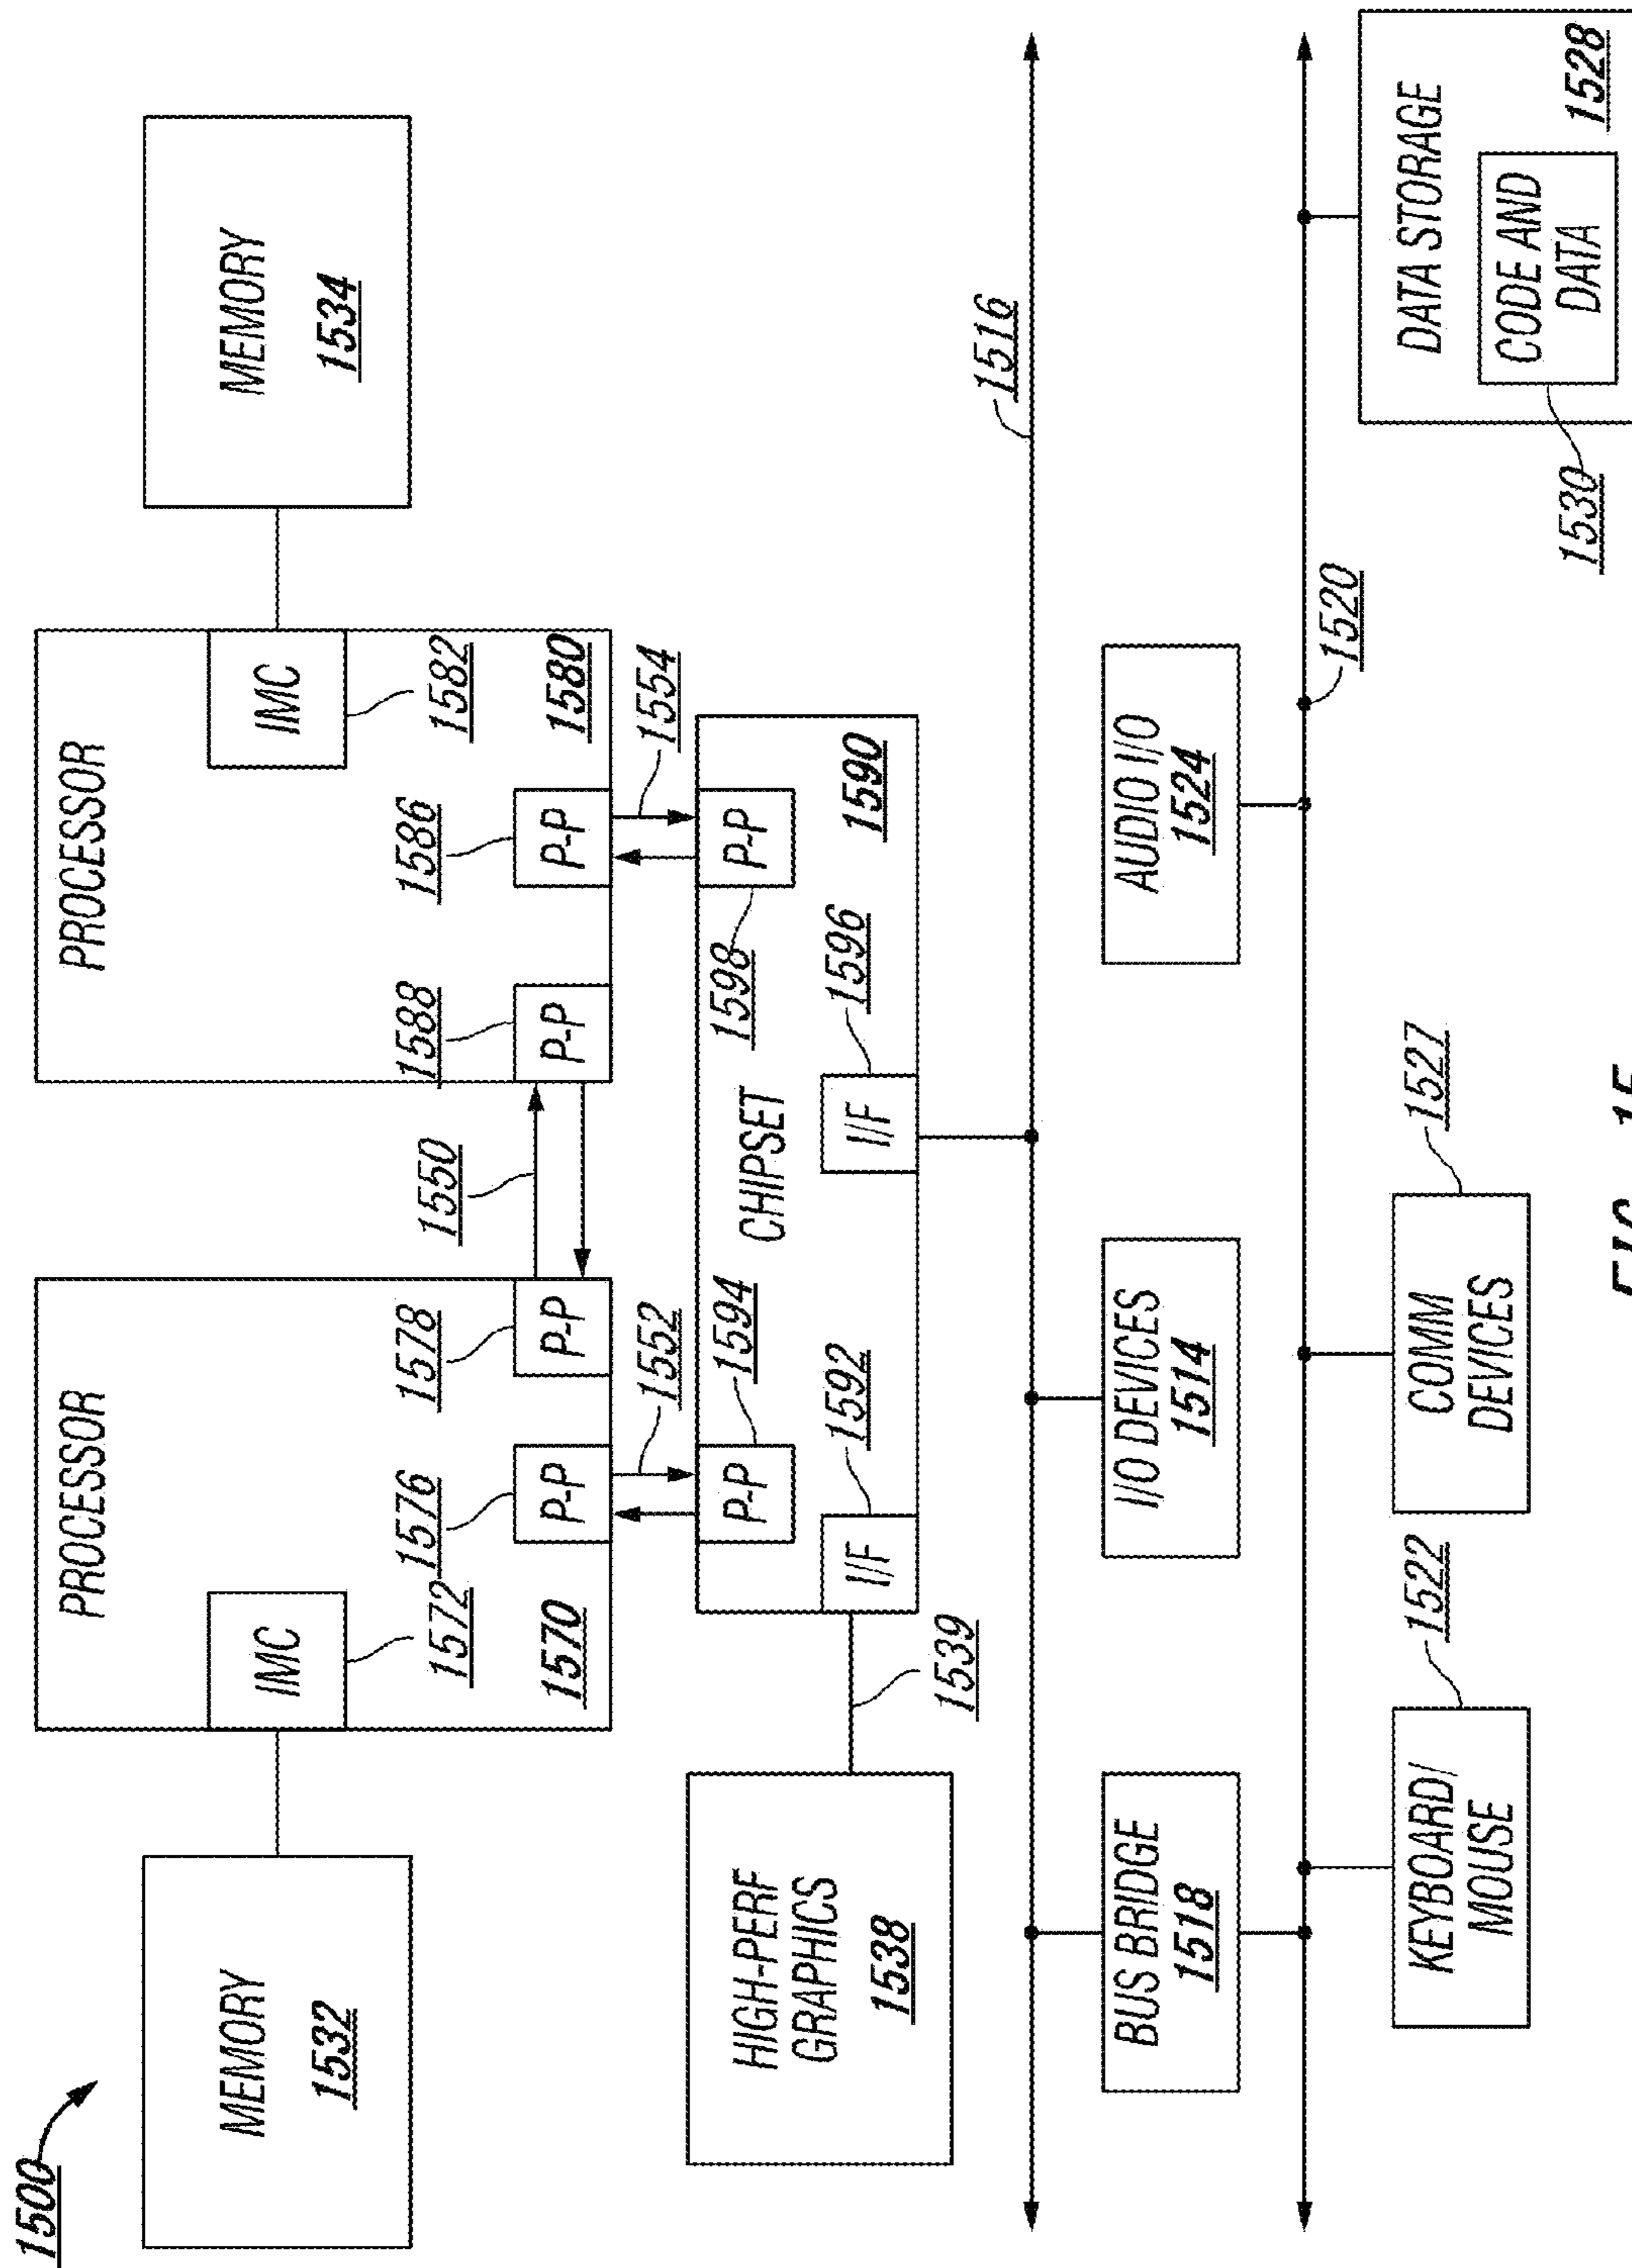 1500
MEMORY
1532
PROCESSOR
IMC
1572
1570
1576
P-P
1578
P-P
1550
PROCESSOR
1588
P-P
1586
P-P
IMC
1582
1580
MEMORY
1534
1552
1554
HIGH-PERF
GRAPHICS
1538
1539
P-P
1594
I/F
1592
CHIPSET
P-P
1598
I/F
1596
1590
1516
BUS BRIDGE
1518
I/O DEVICES
1514
AUDIO I/O
1524
1520
KEYBOARD/
MOUSE
1522
COMM
DEVICES
1527
DATA STORAGE
CODE AND
DATA
1530
1528
FIG. 15